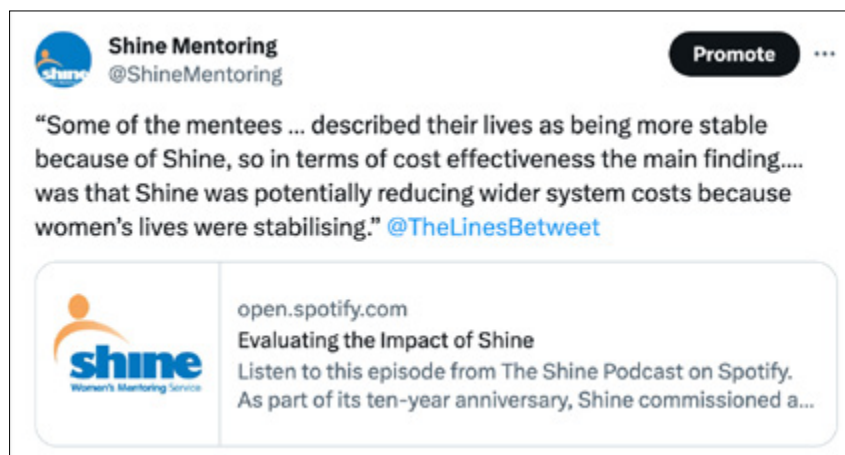 Shine Mentoring
@ShineMentoring
Promote
“Some of the mentees ... described their lives as being more stable
because of Shine, so in terms of cost effectiveness the main finding....
was that Shine was potentially reducing wider system costs because
women’s lives were stabilising.” @TheLinesBetweet
shine
open.spotify.com
Evaluating the Impact of Shine
Listen to this episode from The Shine Podcast on Spotify.
As part of its ten-year anniversary, Shine commissioned a...
shine
Women's Mentoring Service